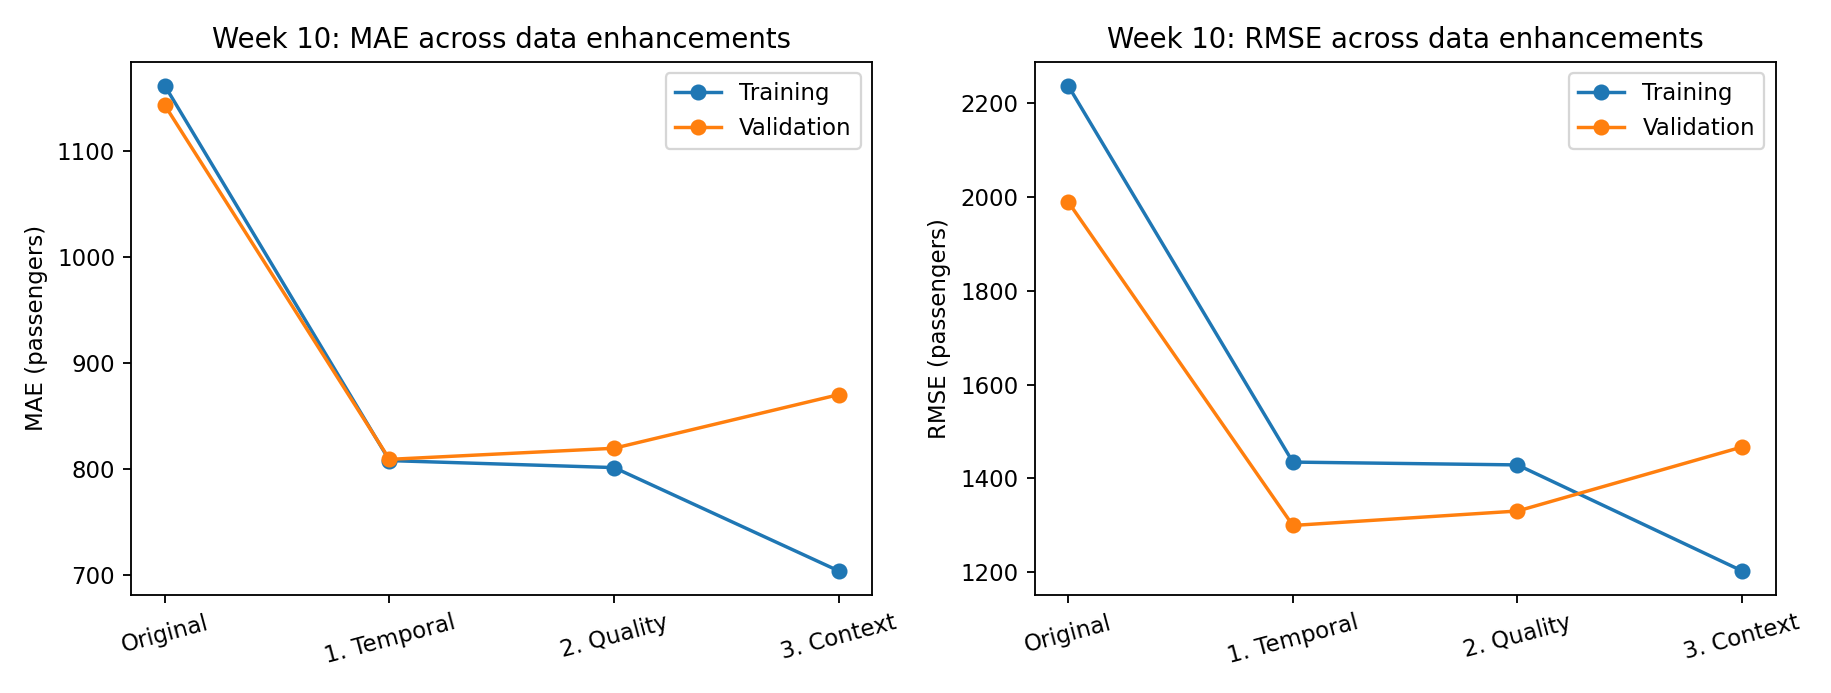 Week 10: MAE across data enhancements
Training
Validation
1100
1000
900
800
700
MAE (passengers)
Original
1. Temporal
2. Quality
3. Context
Week 10: RMSE across data enhancements
Training
Validation
2200
2000
1800
1600
1400
1200
RMSE (passengers)
Original
1. Temporal
2. Quality
3. Context